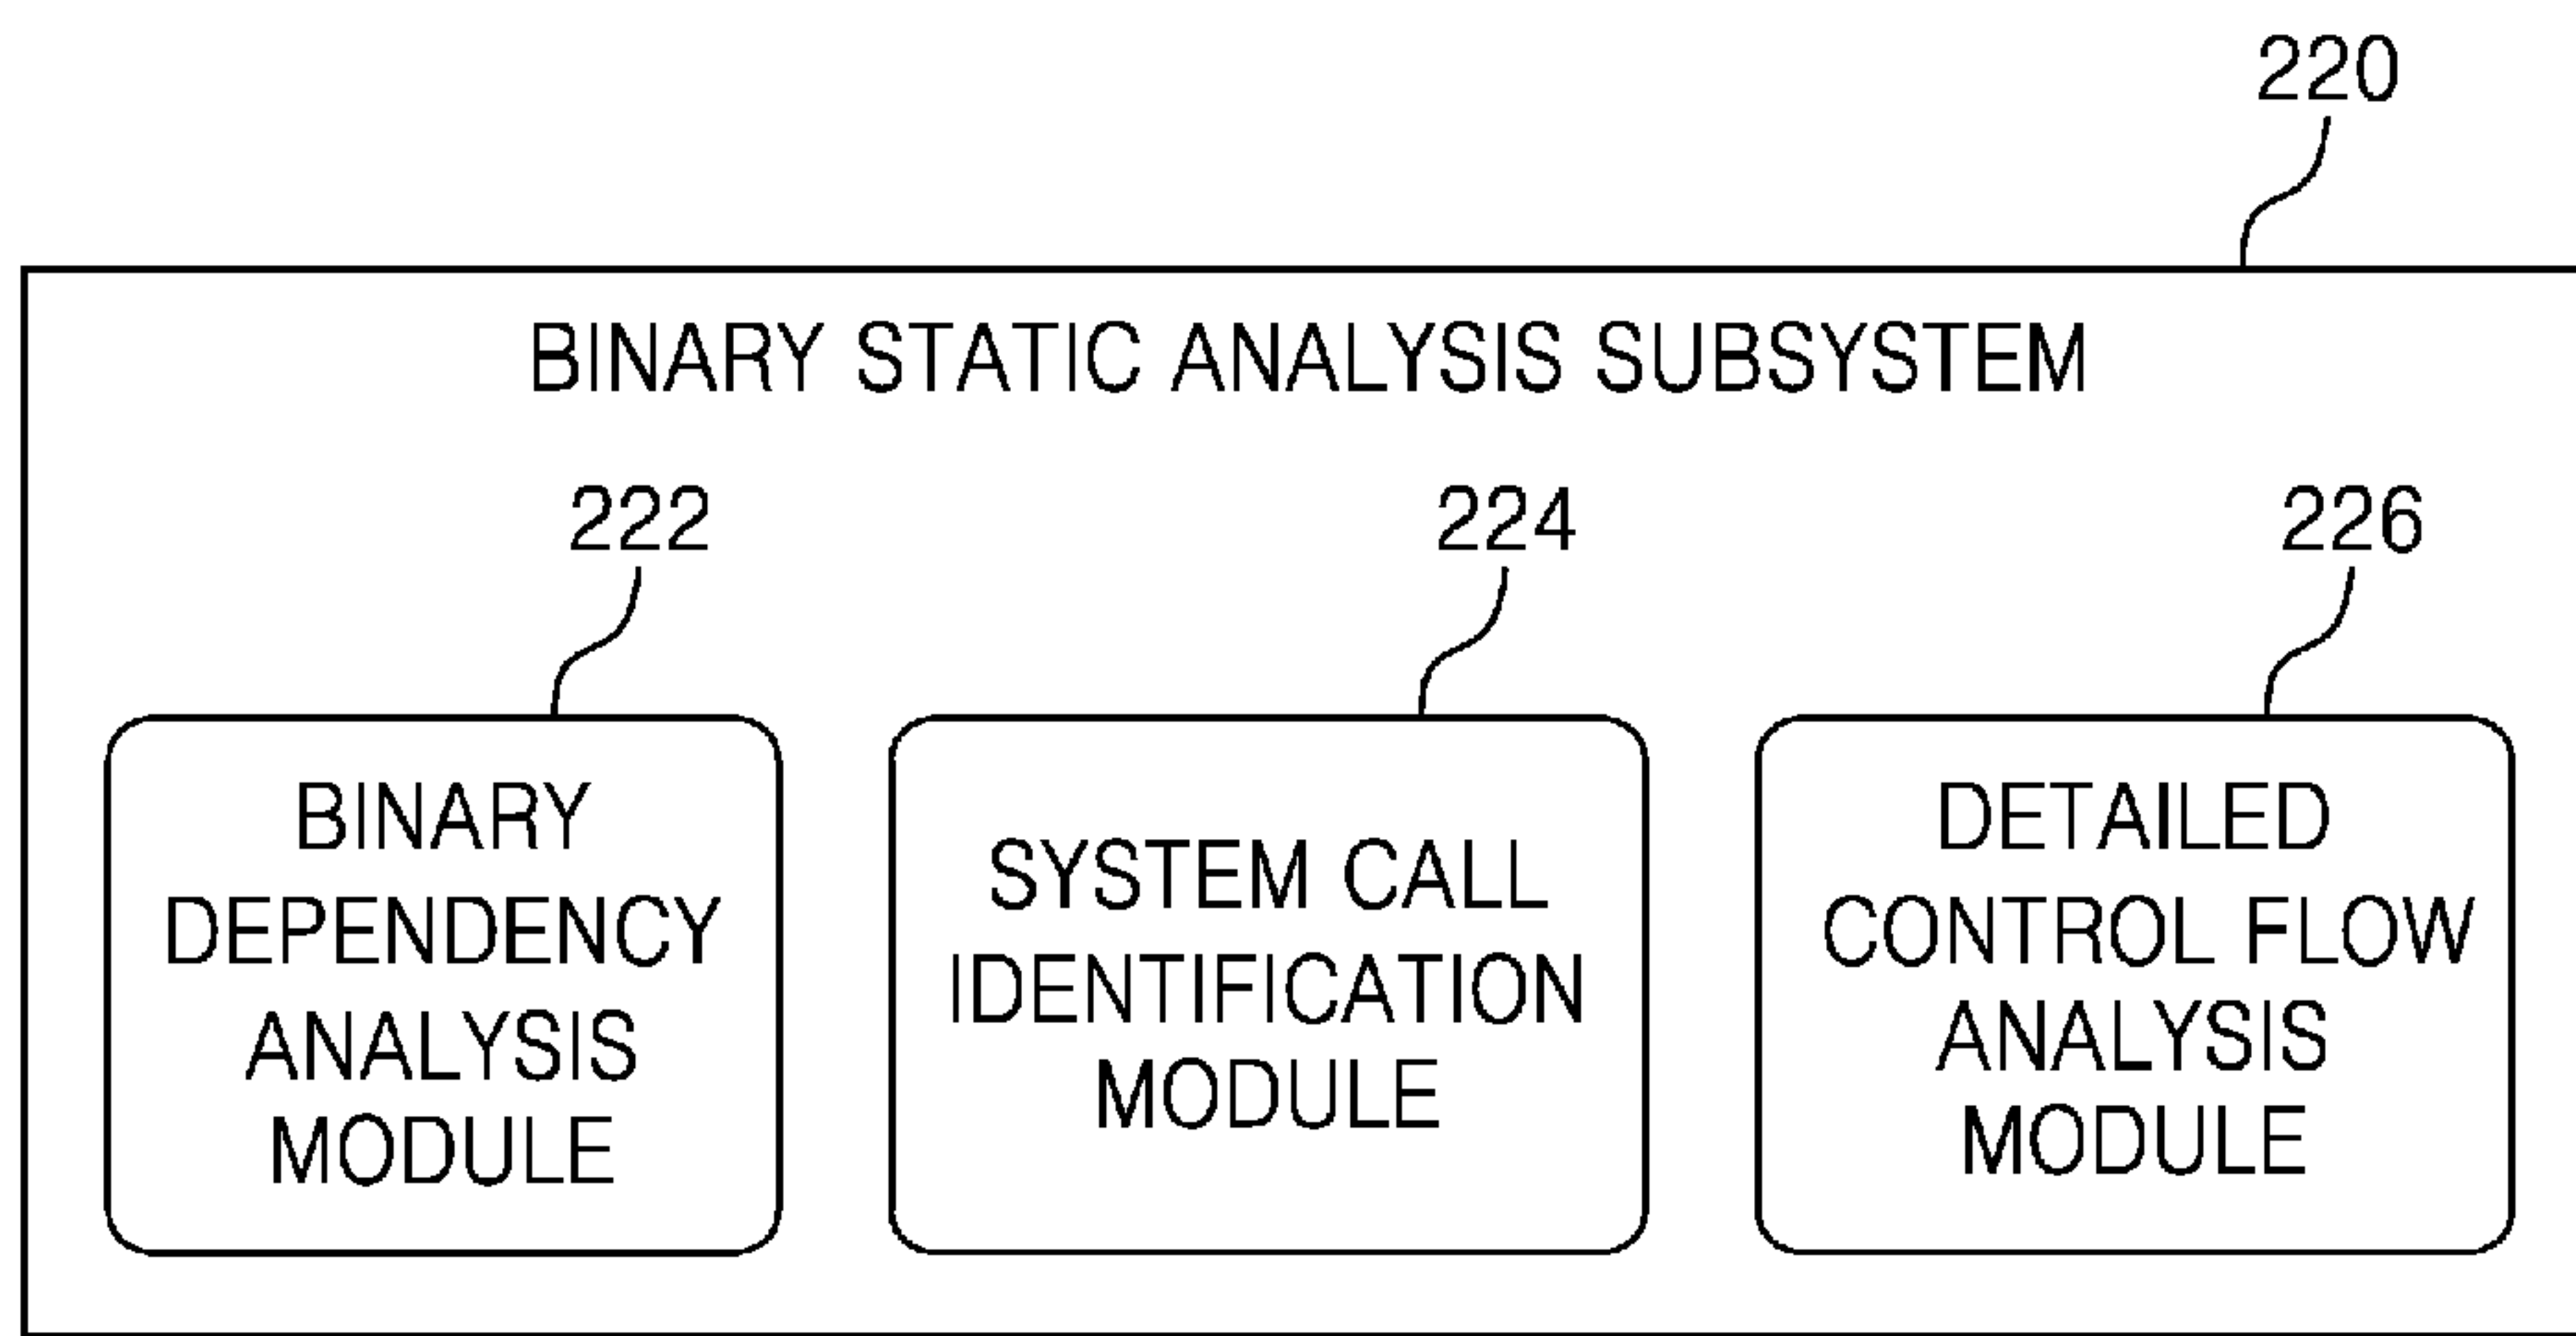 220
BINARY STATIC ANALYSIS SUBSYSTEM
222
224
226
BINARY
DEPENDENCY
ANALYSIS
MODULE
SYSTEM CALL
IDENTIFICATION
MODULE
DETAILED
CONTROL FLOW
ANALYSIS
MODULE